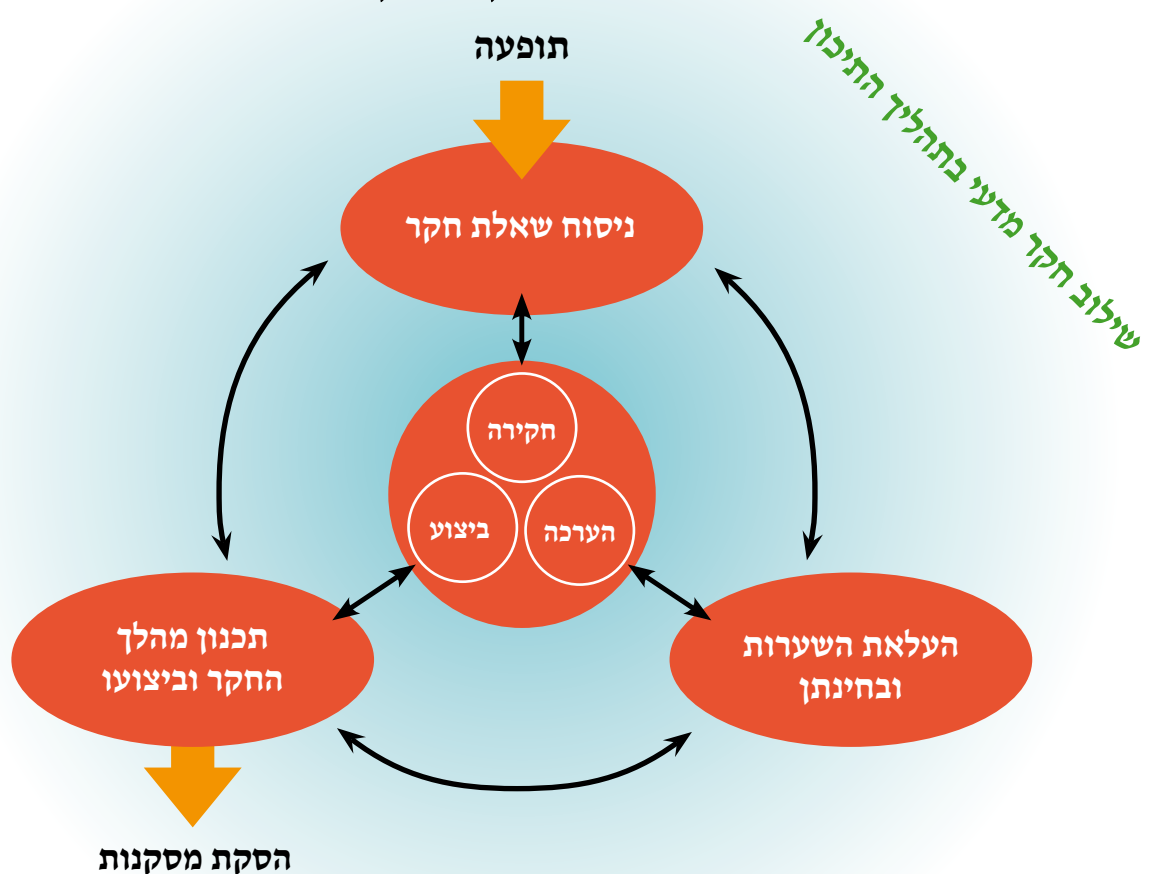 תופעה
שילוב חקר מדעי בתהליך התיכון
ניסוח שאלת חקר
חקירה
ביצוע
הערכה
העלאת השערות
ובחינתן
תכנון מהלך
החקר וביצועו
הסקת מסקנות